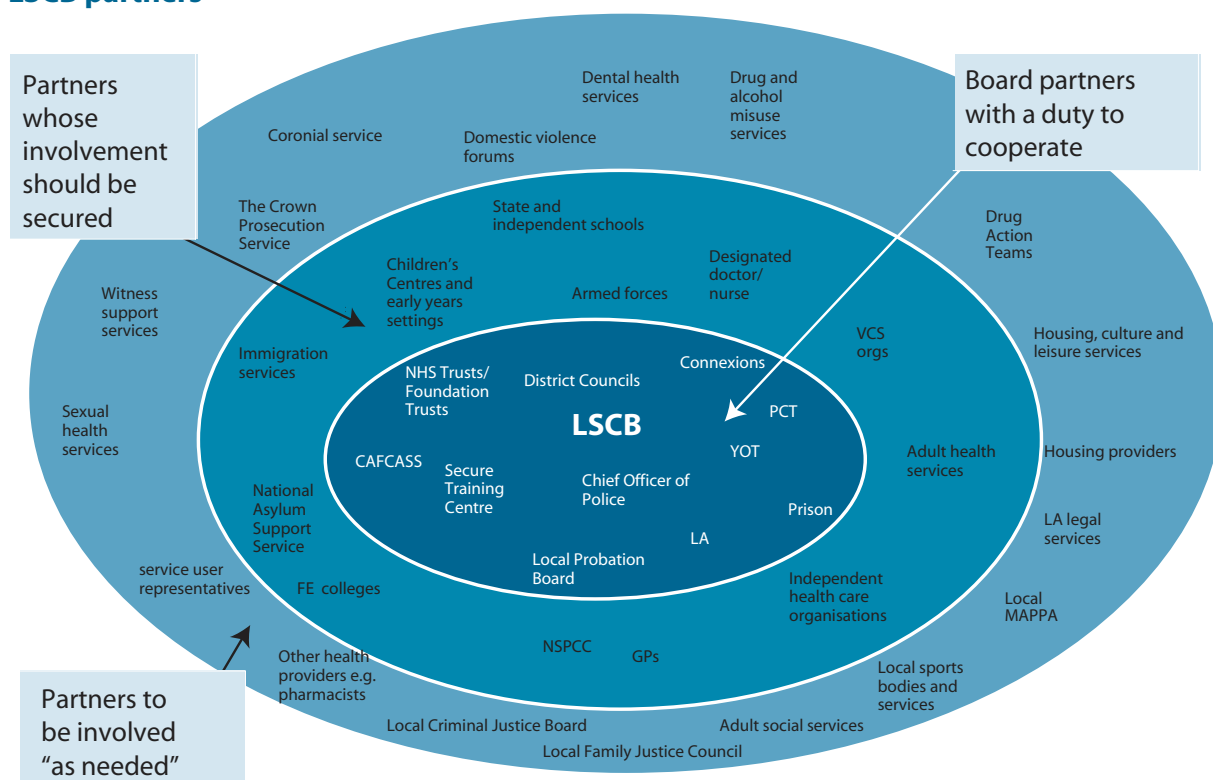 LSCB partners
Partners
whose
involvement
should be
secured
Board partners
with a duty to
cooperate
Partners to
be involved
“as needed”
Dental health
services
Drug and
alcohol
misuse
services
Coronial service
Domestic violence
forums
The Crown
Prosecution
Service
State and
independent schools
Drug
Action
Teams
Children’s
Centres and
early years
settings
Armed forces
Designated
doctor/
nurse
Witness
support
services
Immigration
services
VCS
orgs
Housing, culture and
leisure services
NHS Trusts/
Foundation
Trusts
District Councils
Connexions
LSCB
PCT
Sexual
health
services
CAFCASS
Secure
Training
Centre
Chief Officer of
Police
YOT
Adult health
services
Housing providers
National
Asylum
Support
Service
Prison
LA
LA legal
services
Local Probation
Board
service user
representatives
FE colleges
Independent
health care
organisations
Local
MAPPA
NSPCC
GPs
Other health
providers e.g.
pharmacists
Local sports
bodies and
services
Local Criminal Justice Board
Adult social services
Local Family Justice Council